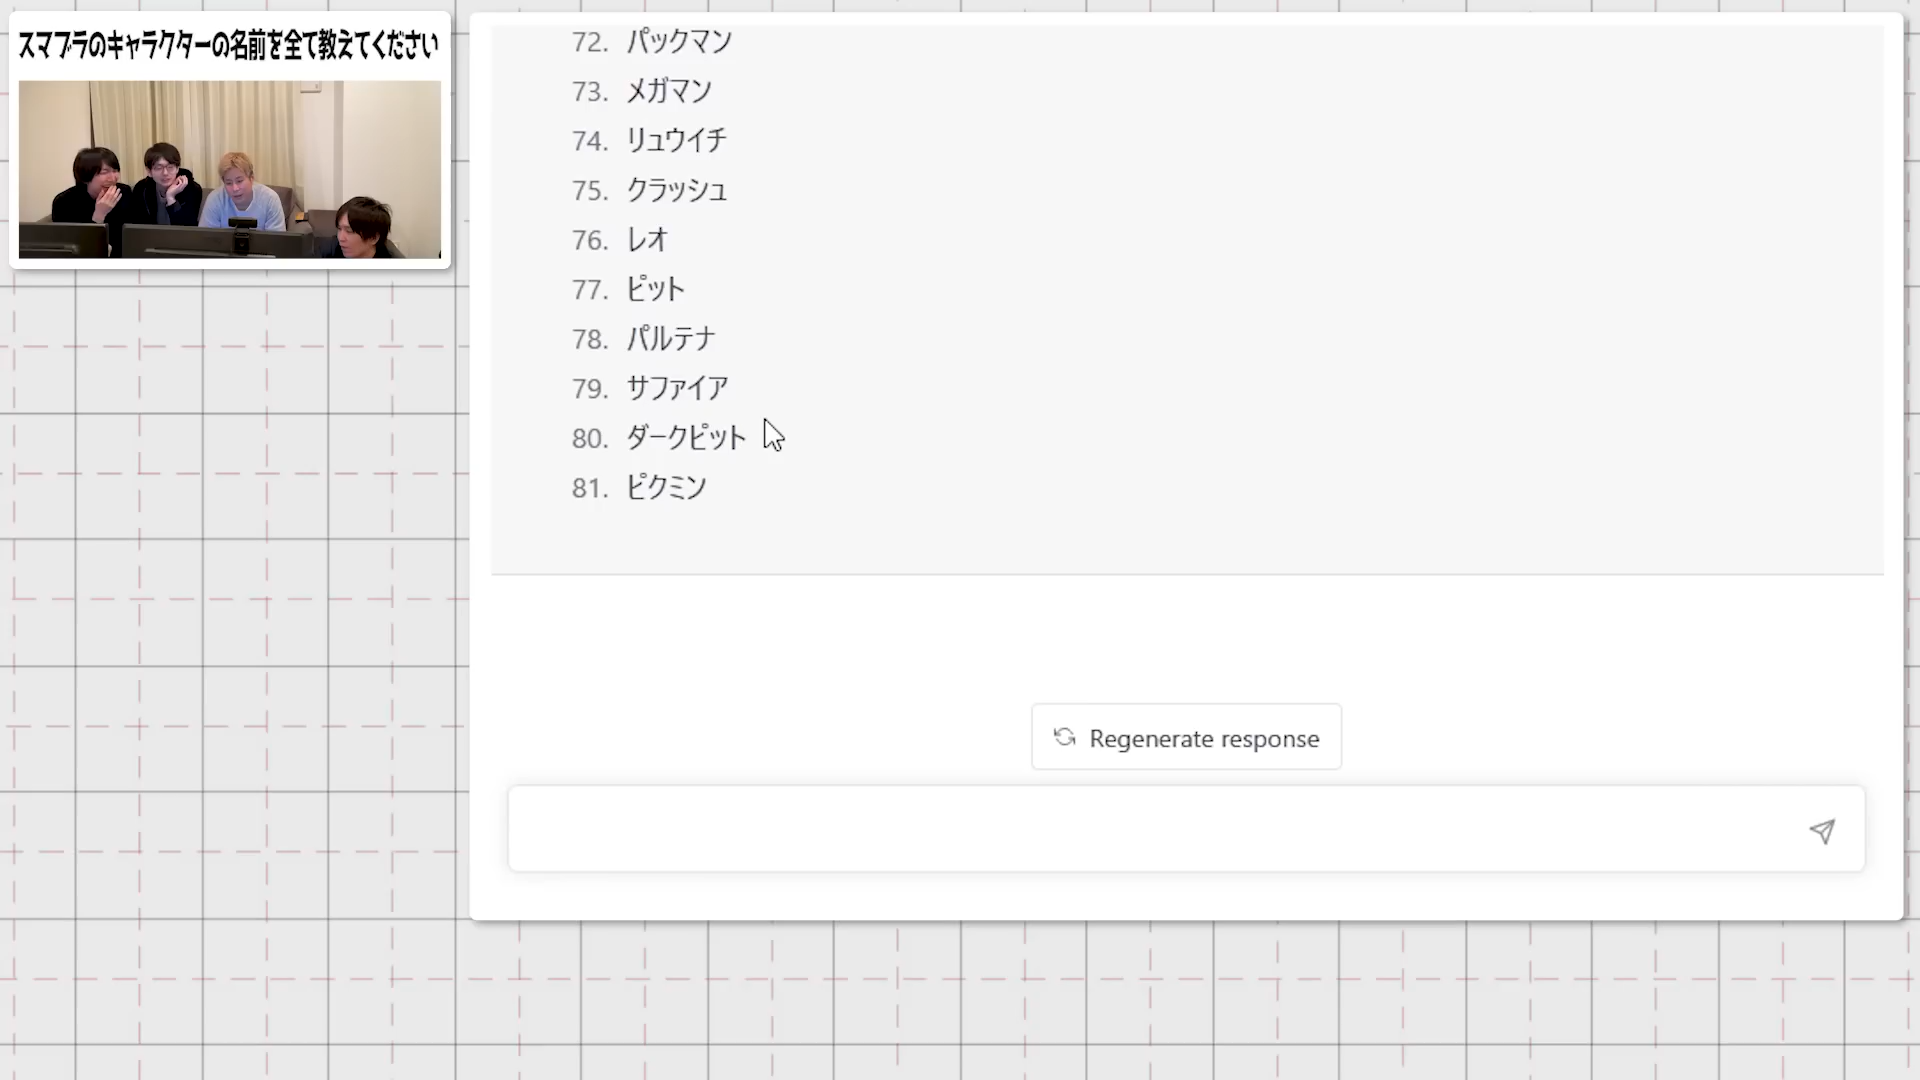 スマブラのキャラクターの名前を全て教えてください
72. パックマン
73. メガマン
74. リュウイチ
75. クラッシュ
76. レオ
77. ピット
78. パルテナ
79. サファイア
80. ダークピット
81. ピクミン
Regenerate response